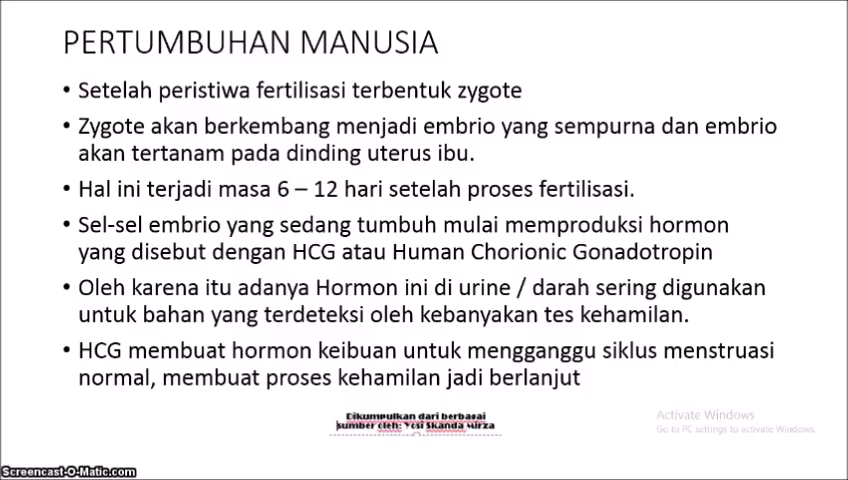 PERTUMBUHAN MANUSIA
• Setelah peristiwa fertilisasi terbentuk zygote
• Zygote akan berkembang menjadi embrio yang sempurna dan embrio
akan tertanam pada dinding uterus ibu.
• Hal ini terjadi masa 6 – 12 hari setelah proses fertilisasi.
• Sel-sel embrio yang sedang tumbuh mulai memproduksi hormon
yang disebut dengan HCG atau Human Chorionic Gonadotropin
• Oleh karena itu adanya Hormon ini di urine / darah sering digunakan
untuk bahan yang terdeteksi oleh kebanyakan tes kehamilan.
• HCG membuat hormon keibuan untuk mengganggu siklus menstruasi
normal, membuat proses kehamilan jadi berlanjut
Dikumpulkan dari berbagai
sumber oleh: Yosi Skanda Mirza
Activate Windows
Go to PC settings to activate Windows.
Screencast-O-Matic.com